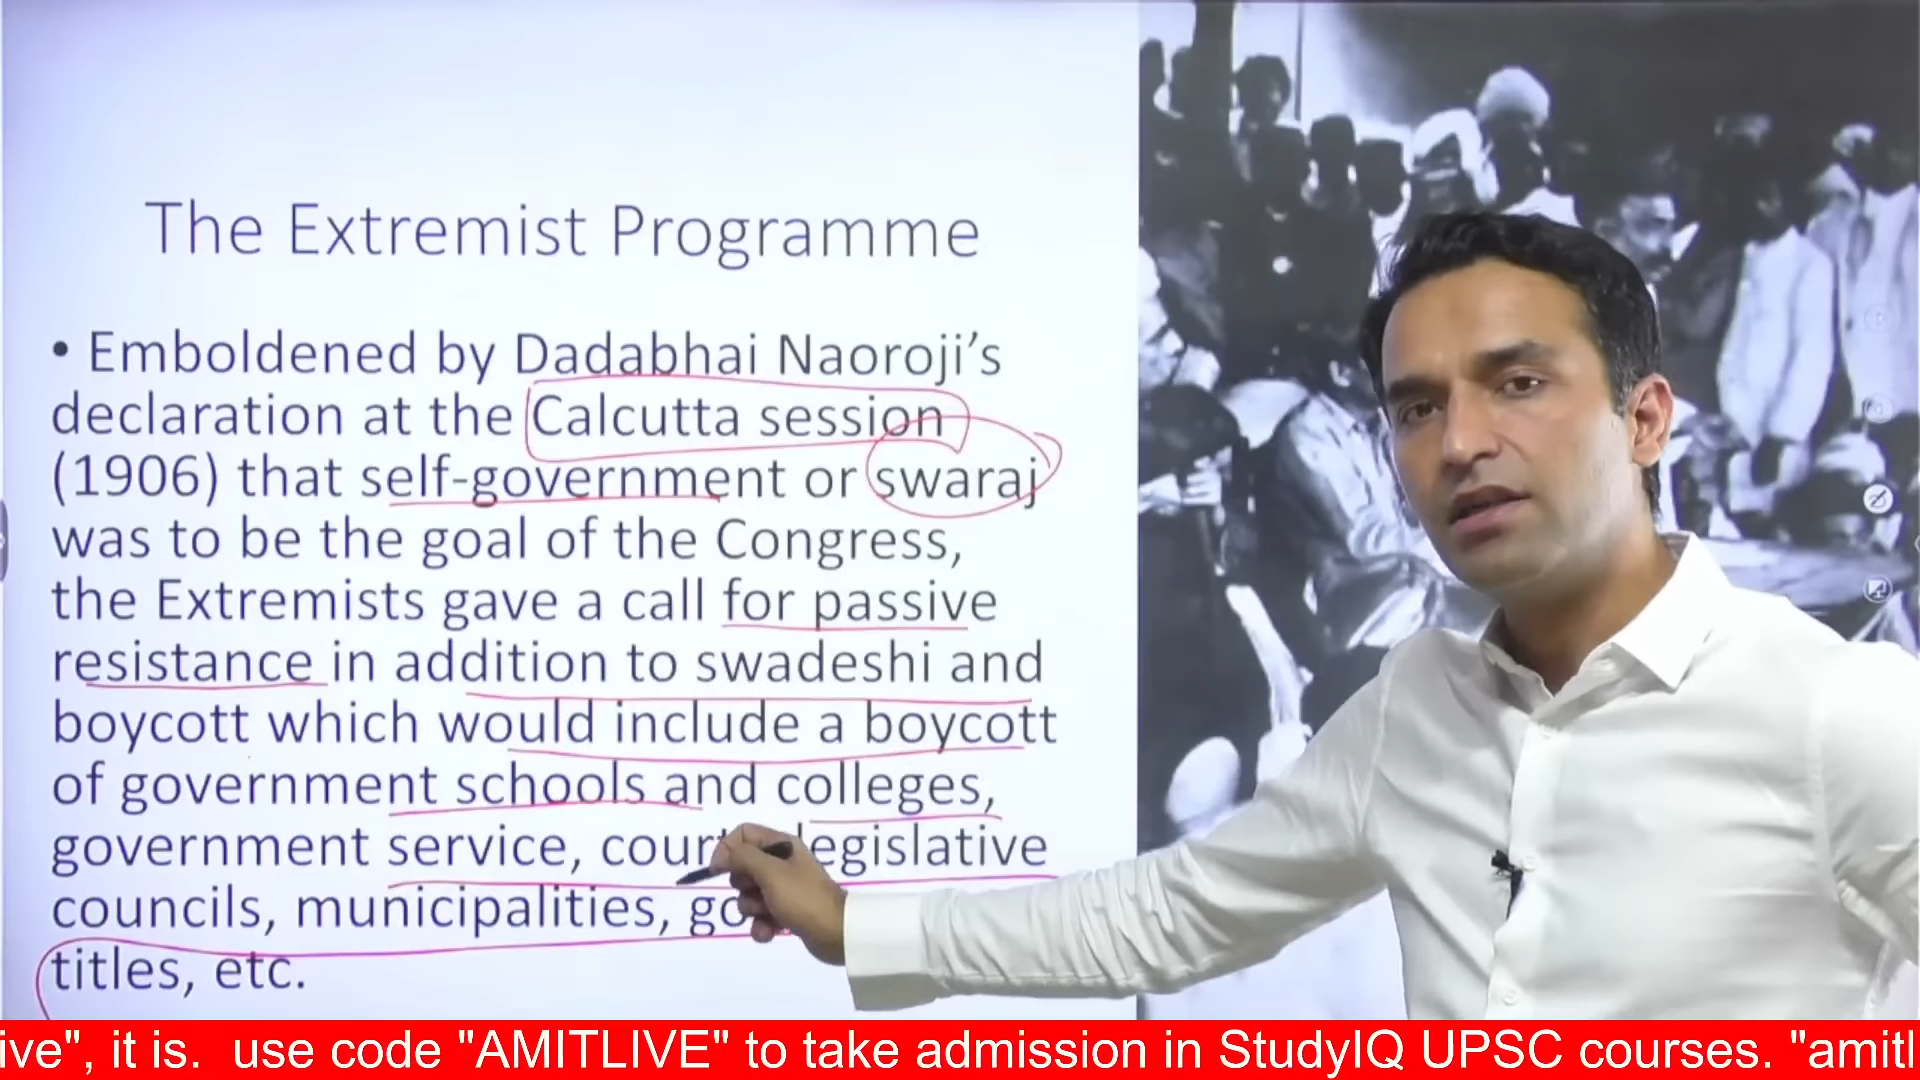 The Extremist Programme
• Emboldened by Dadabhai Naoroji’s
declaration at the Calcutta session
(1906) that self-government or swaraj
was to be the goal of the Congress,
the Extremists gave a call for passive
resistance in addition to swadeshi and
boycott which would include a boycott
of government schools and colleges,
government service, legislative
councils, municipalities,
titles, etc.
ive", it is. use code "AMITLIVE" to take admission in StudyIQ UPSC courses. "amitl